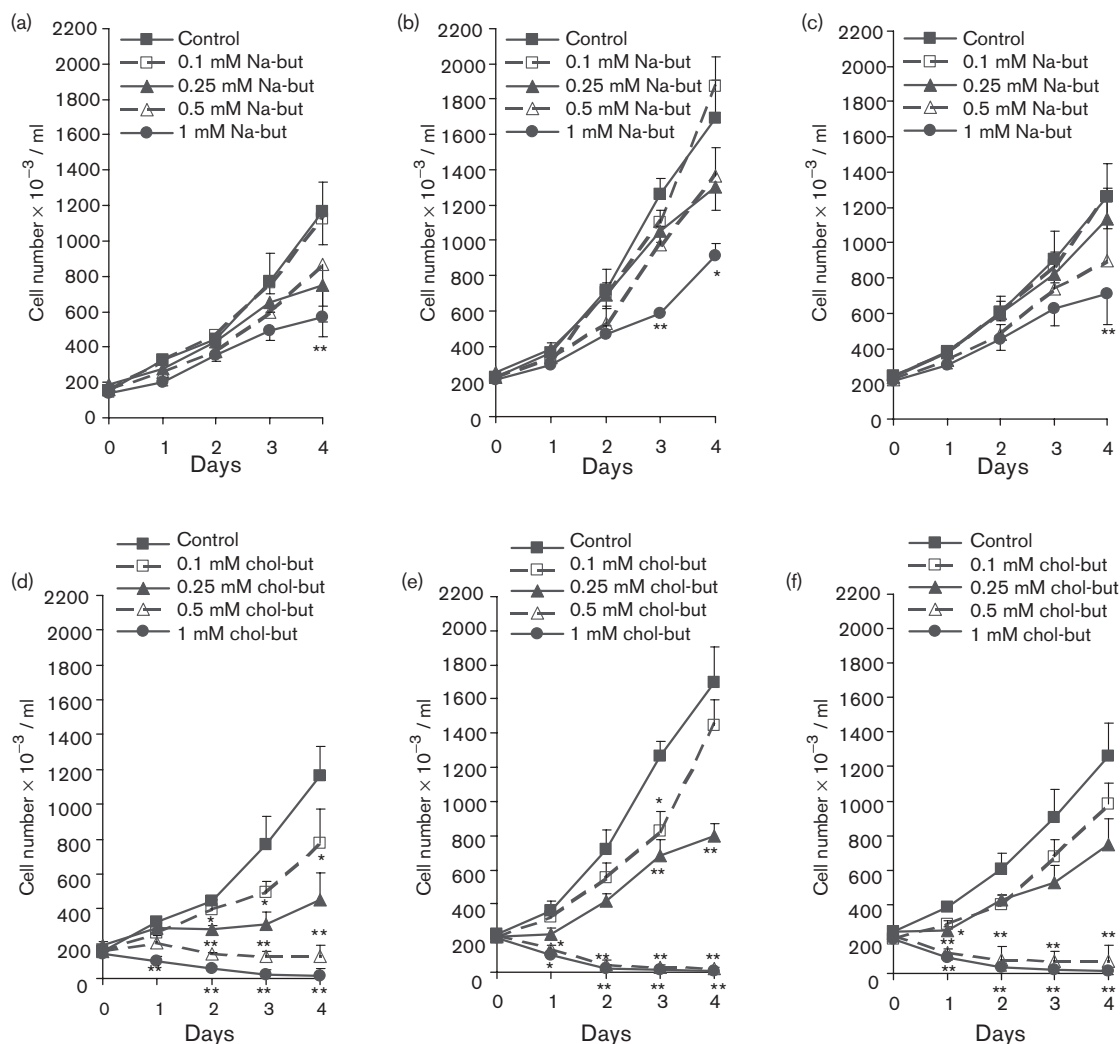 (a)
Control
0.1 mM Na-but
0.25 mM Na-but
0.5 mM Na-but
1 mM Na-but
2200
2000
1800
1600
1400
1200
1000
800
600
400
200
0
Cell number × 10⁻³ / ml
**
0 1 2 3 4
Days
(b)
Control
0.1 mM Na-but
0.25 mM Na-but
0.5 mM Na-but
1 mM Na-but
2200
2000
1800
1600
1400
1200
1000
800
600
400
200
0
Cell number × 10⁻³ / ml
*
**
0 1 2 3 4
Days
(c)
Control
0.1 mM Na-but
0.25 mM Na-but
0.5 mM Na-but
1 mM Na-but
2200
2000
1800
1600
1400
1200
1000
800
600
400
200
0
Cell number × 10⁻³ / ml
**
0 1 2 3 4
Days
(d)
Control
0.1 mM chol-but
0.25 mM chol-but
0.5 mM chol-but
1 mM chol-but
2200
2000
1800
1600
1400
1200
1000
800
600
400
200
0
Cell number × 10⁻³ / ml
*
* *
** ** **
**
** ** **
0 1 2 3 4
Days
(e)
Control
0.1 mM chol-but
0.25 mM chol-but
0.5 mM chol-but
1 mM chol-but
2200
2000
1800
1600
1400
1200
1000
800
600
400
200
0
Cell number × 10⁻³ / ml
*
** **
* ** ** **
* ** ** **
0 1 2 3 4
Days
(f)
Control
0.1 mM chol-but
0.25 mM chol-but
0.5 mM chol-but
1 mM chol-but
2200
2000
1800
1600
1400
1200
1000
800
600
400
200
0
Cell number × 10⁻³ / ml
*
** ** ** **
** ** ** **
0 1 2 3 4
Days